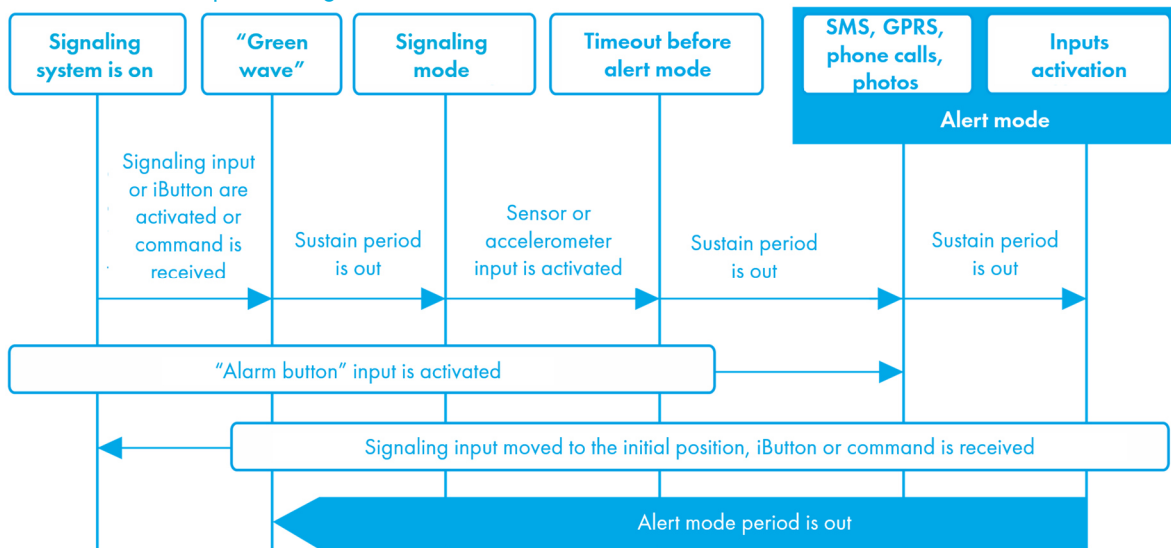 Signaling
system is on
“Green
wave”
Signaling
mode
Timeout before
alert mode
SMS, GPRS,
phone calls,
photos
Inputs
activation
Alert mode
Signaling input
or iButton are
activated or
command is
received
Sustain period
is out
Sensor or
accelerometer
input is activated
Sustain period
is out
Sustain period
is out
“Alarm button” input is activated
Signaling input moved to the initial position, iButton or command is received
Alert mode period is out